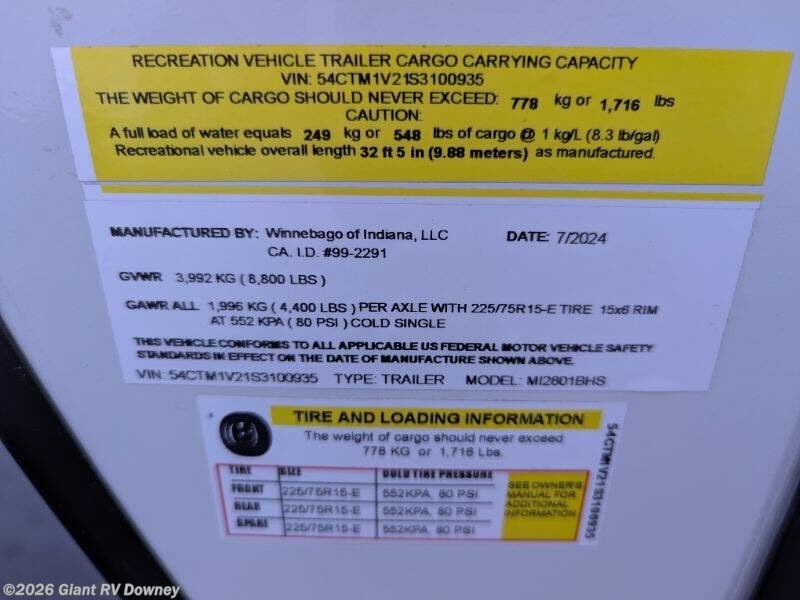 RECREATION VEHICLE TRAILER CARGO CARRYING CAPACITY
VIN: 54CTM1V21S3100935
THE WEIGHT OF CARGO SHOULD NEVER EXCEED: 778 kg or 1,716 lbs
CAUTION:
A full load of water equals 249 kg or 548 lbs of cargo @ 1 kg/L (8.3 lb/gal)
Recreational vehicle overall length 32 ft 5 in (9.88 meters) as manufactured.
MANUFACTURED BY: Winnebago of Indiana, LLC DATE: 7/2024
CA. I.D. #99-2291
GVWR 3,992 KG ( 8,800 LBS )
GAWR ALL 1,996 KG ( 4,400 LBS ) PER AXLE WITH 225/75R15-E TIRE 15x6 RIM
AT 552 KPA ( 80 PSI ) COLD SINGLE
THIS VEHICLE CONFORMS TO ALL APPLICABLE US FEDERAL MOTOR VEHICLE SAFETY
STANDARDS IN EFFECT ON THE DATE OF MANUFACTURE SHOWN ABOVE.
VIN: 54CTM1V21S3100935 TYPE: TRAILER MODEL: MI2801BHS
TIRE AND LOADING INFORMATION
The weight of cargo should never exceed
778 KG or 1,716 Lbs.
TIRE SIZE COLD TIRE PRESSURE
FRONT 225/75R15-E 552KPA, 80 PSI
REAR 225/75R15-E 552KPA, 80 PSI
SPARE 225/75R15-E 552KPA, 80 PSI
SEE OWNER'S
MANUAL FOR
ADDITIONAL
INFORMATION
54CTM1V21S3100935
©2026 Giant RV Downey